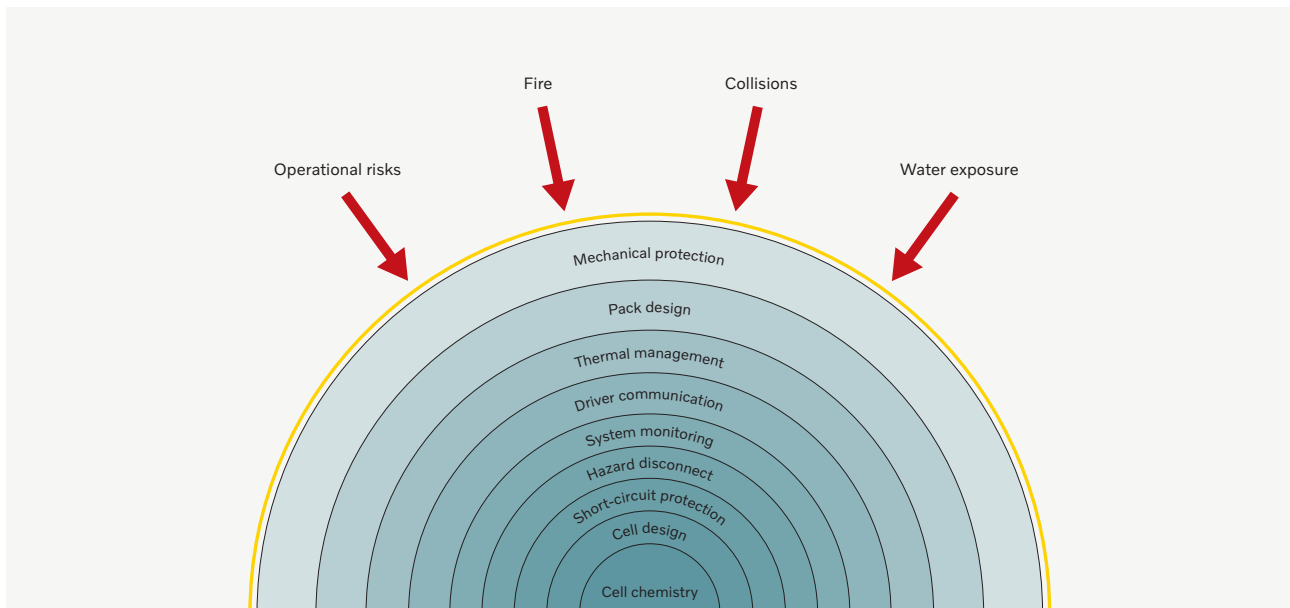 Fire
Collisions
Operational risks
Water exposure
Mechanical protection
Pack design
Thermal management
Driver communication
System monitoring
Hazard disconnect
Short-circuit protection
Cell design
Cell chemistry